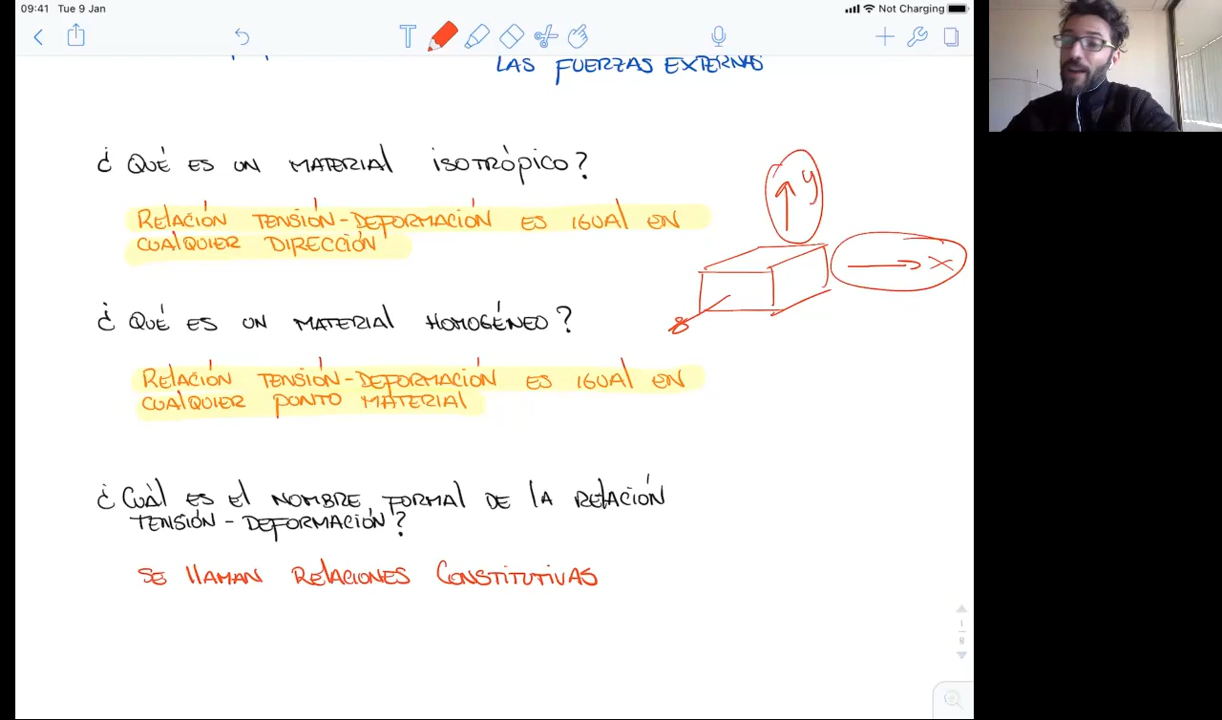 09:41 Tue 9 Jan
Not Charging
T
LAS FUERZAS EXTERNAS
¿QUÉ ES UN MATERIAL ISOTRÓPICO?
RELACIÓN TENSIÓN-DEFORMACIÓN ES IGUAL EN
CUALQUIER DIRECCIÓN
y
x
¿QUÉ ES UN MATERIAL HOMOGÉNEO?
RELACIÓN TENSIÓN-DEFORMACIÓN ES IGUAL EN
CUALQUIER PUNTO MATERIAL
¿CUÁL ES EL NOMBRE FORMAL DE LA RELACIÓN
TENSIÓN-DEFORMACIÓN?
SE LLAMAN RELACIONES CONSTITUTIVAS
1
8